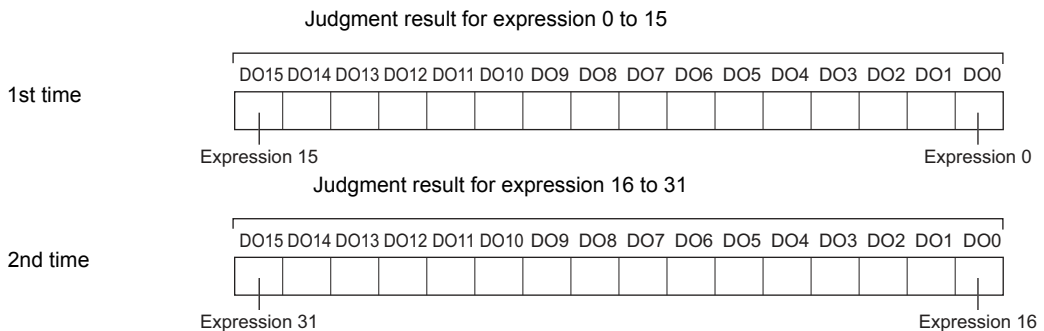 Judgment result for expression 0 to 15
DO15 DO14 DO13 DO12 DO11 DO10 DO9 DO8 DO7 DO6 DO5 DO4 DO3 DO2 DO1 DO0
1st time
Expression 15 Expression 0
Judgment result for expression 16 to 31
DO15 DO14 DO13 DO12 DO11 DO10 DO9 DO8 DO7 DO6 DO5 DO4 DO3 DO2 DO1 DO0
2nd time
Expression 31 Expression 16